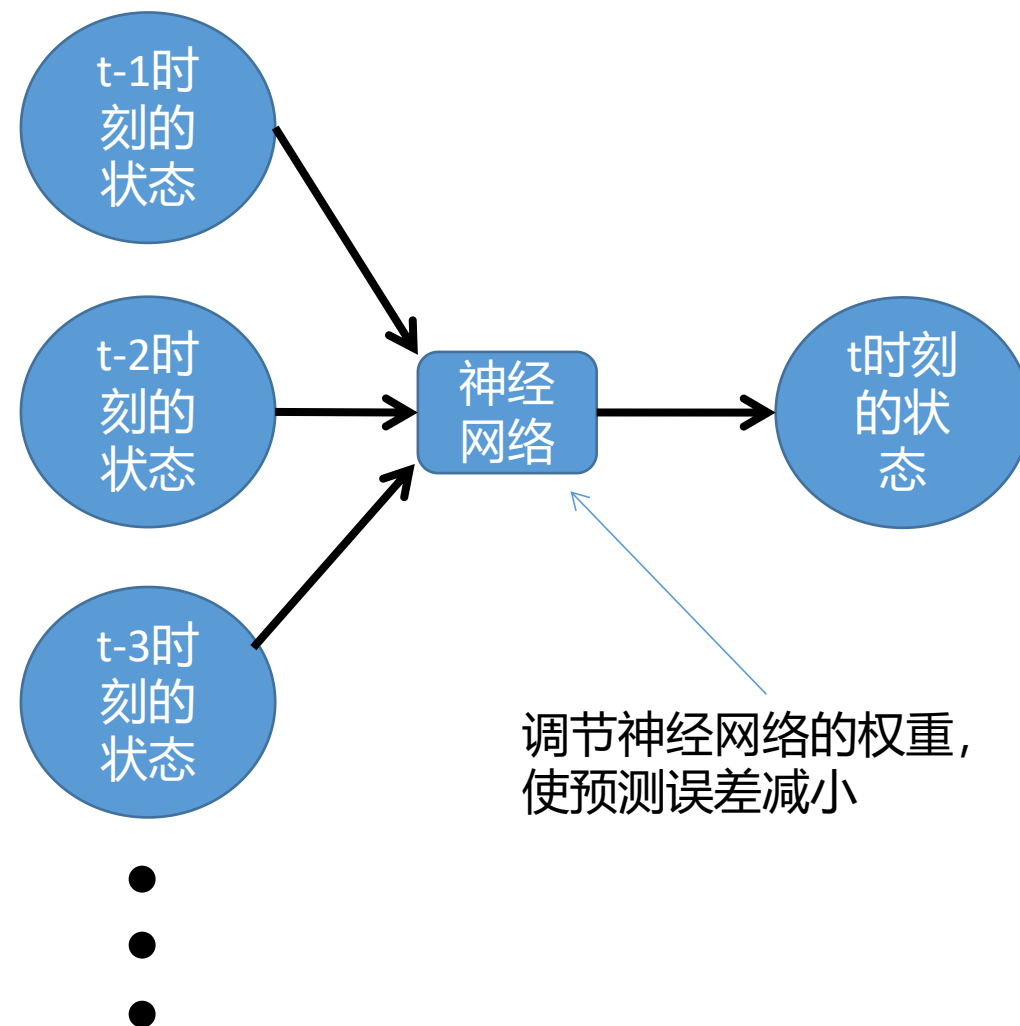 t-1时
刻的
状态
t-2时
刻的
状态
t-3时
刻的
状态
神经
网络
t时刻
的状
态
调节神经网络的权重，
使预测误差减小